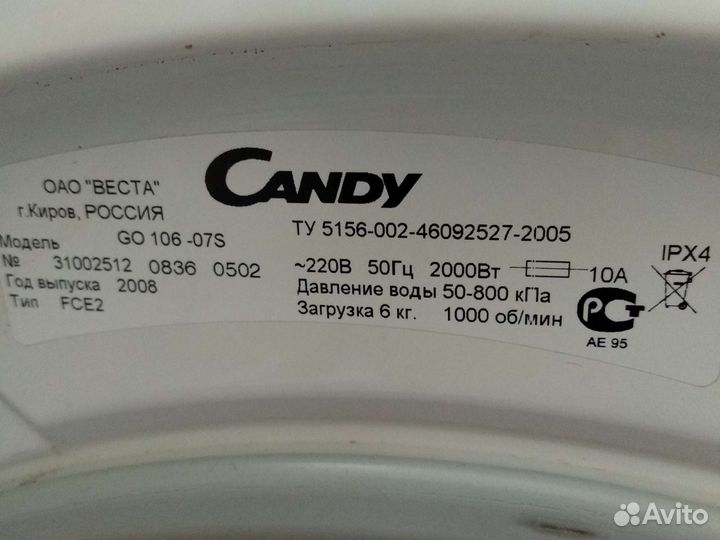 ОАО "ВЕСТА"
г.Киров, РОССИЯ
Модель GO 106 -07S
№ 31002512 0836 0502
Год выпуска 2008
Тип FCE2
CANDY
ТУ 5156-002-46092527-2005
~220В 50Гц 2000Вт 10А
Давление воды 50-800 кПа
Загрузка 6 кг. 1000 об/мин
IPX4
РСТ
АЕ 95
Avito